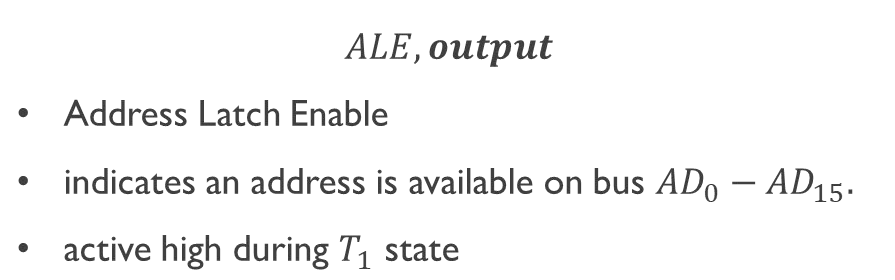 ALE, output
• Address Latch Enable
• indicates an address is available on bus AD₀ − AD₁₅.
• active high during T₁ state